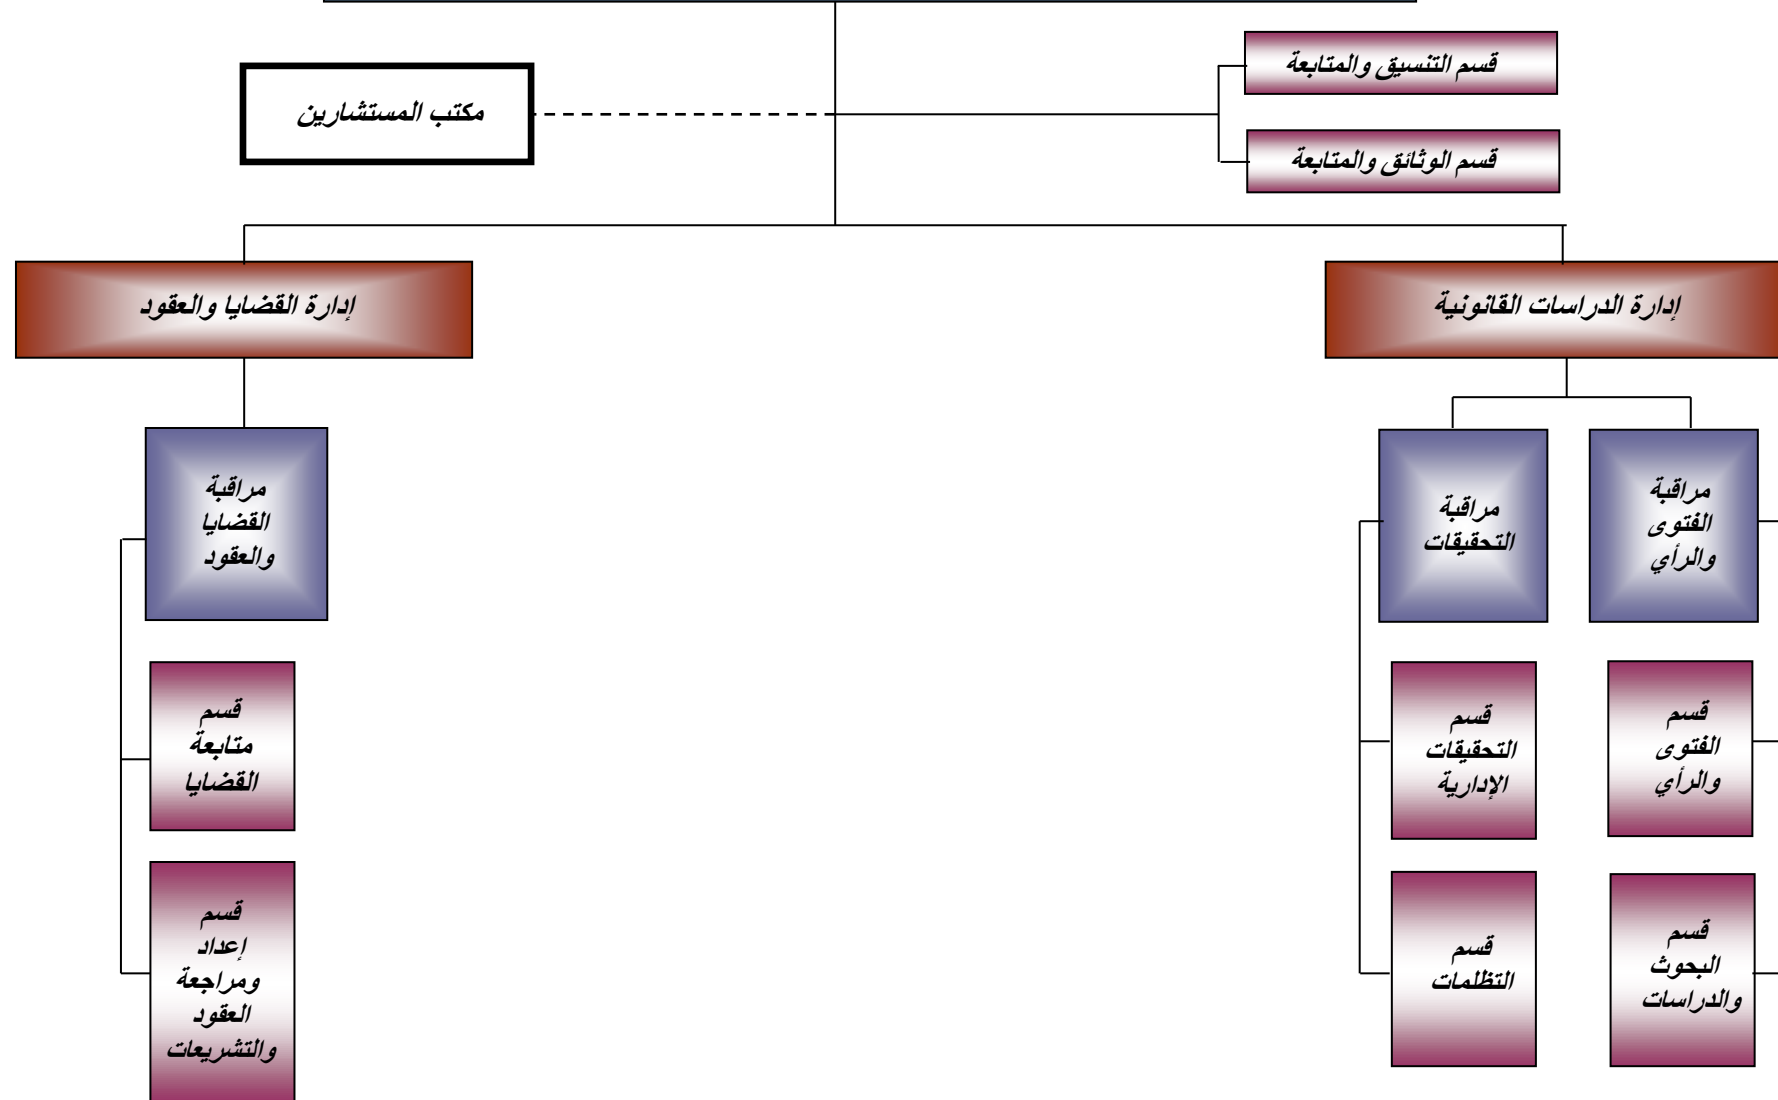 قسم التنسيق والمتابعة
مكتب المستشارين
قسم الوثائق والمتابعة
إدارة الدراسات القانونية
إدارة القضايا والعقود
مراقبة
الفتوى
والرأي
مراقبة
التحقيقات
مراقبة
القضايا
والعقود
قسم
الفتوى
والرأي
قسم
التحقيقات
الإدارية
قسم
متابعة
القضايا
قسم
البحوث
والدراسات
قسم
التظلمات
قسم
إعداد
ومراجعة
العقود
والتشريعات